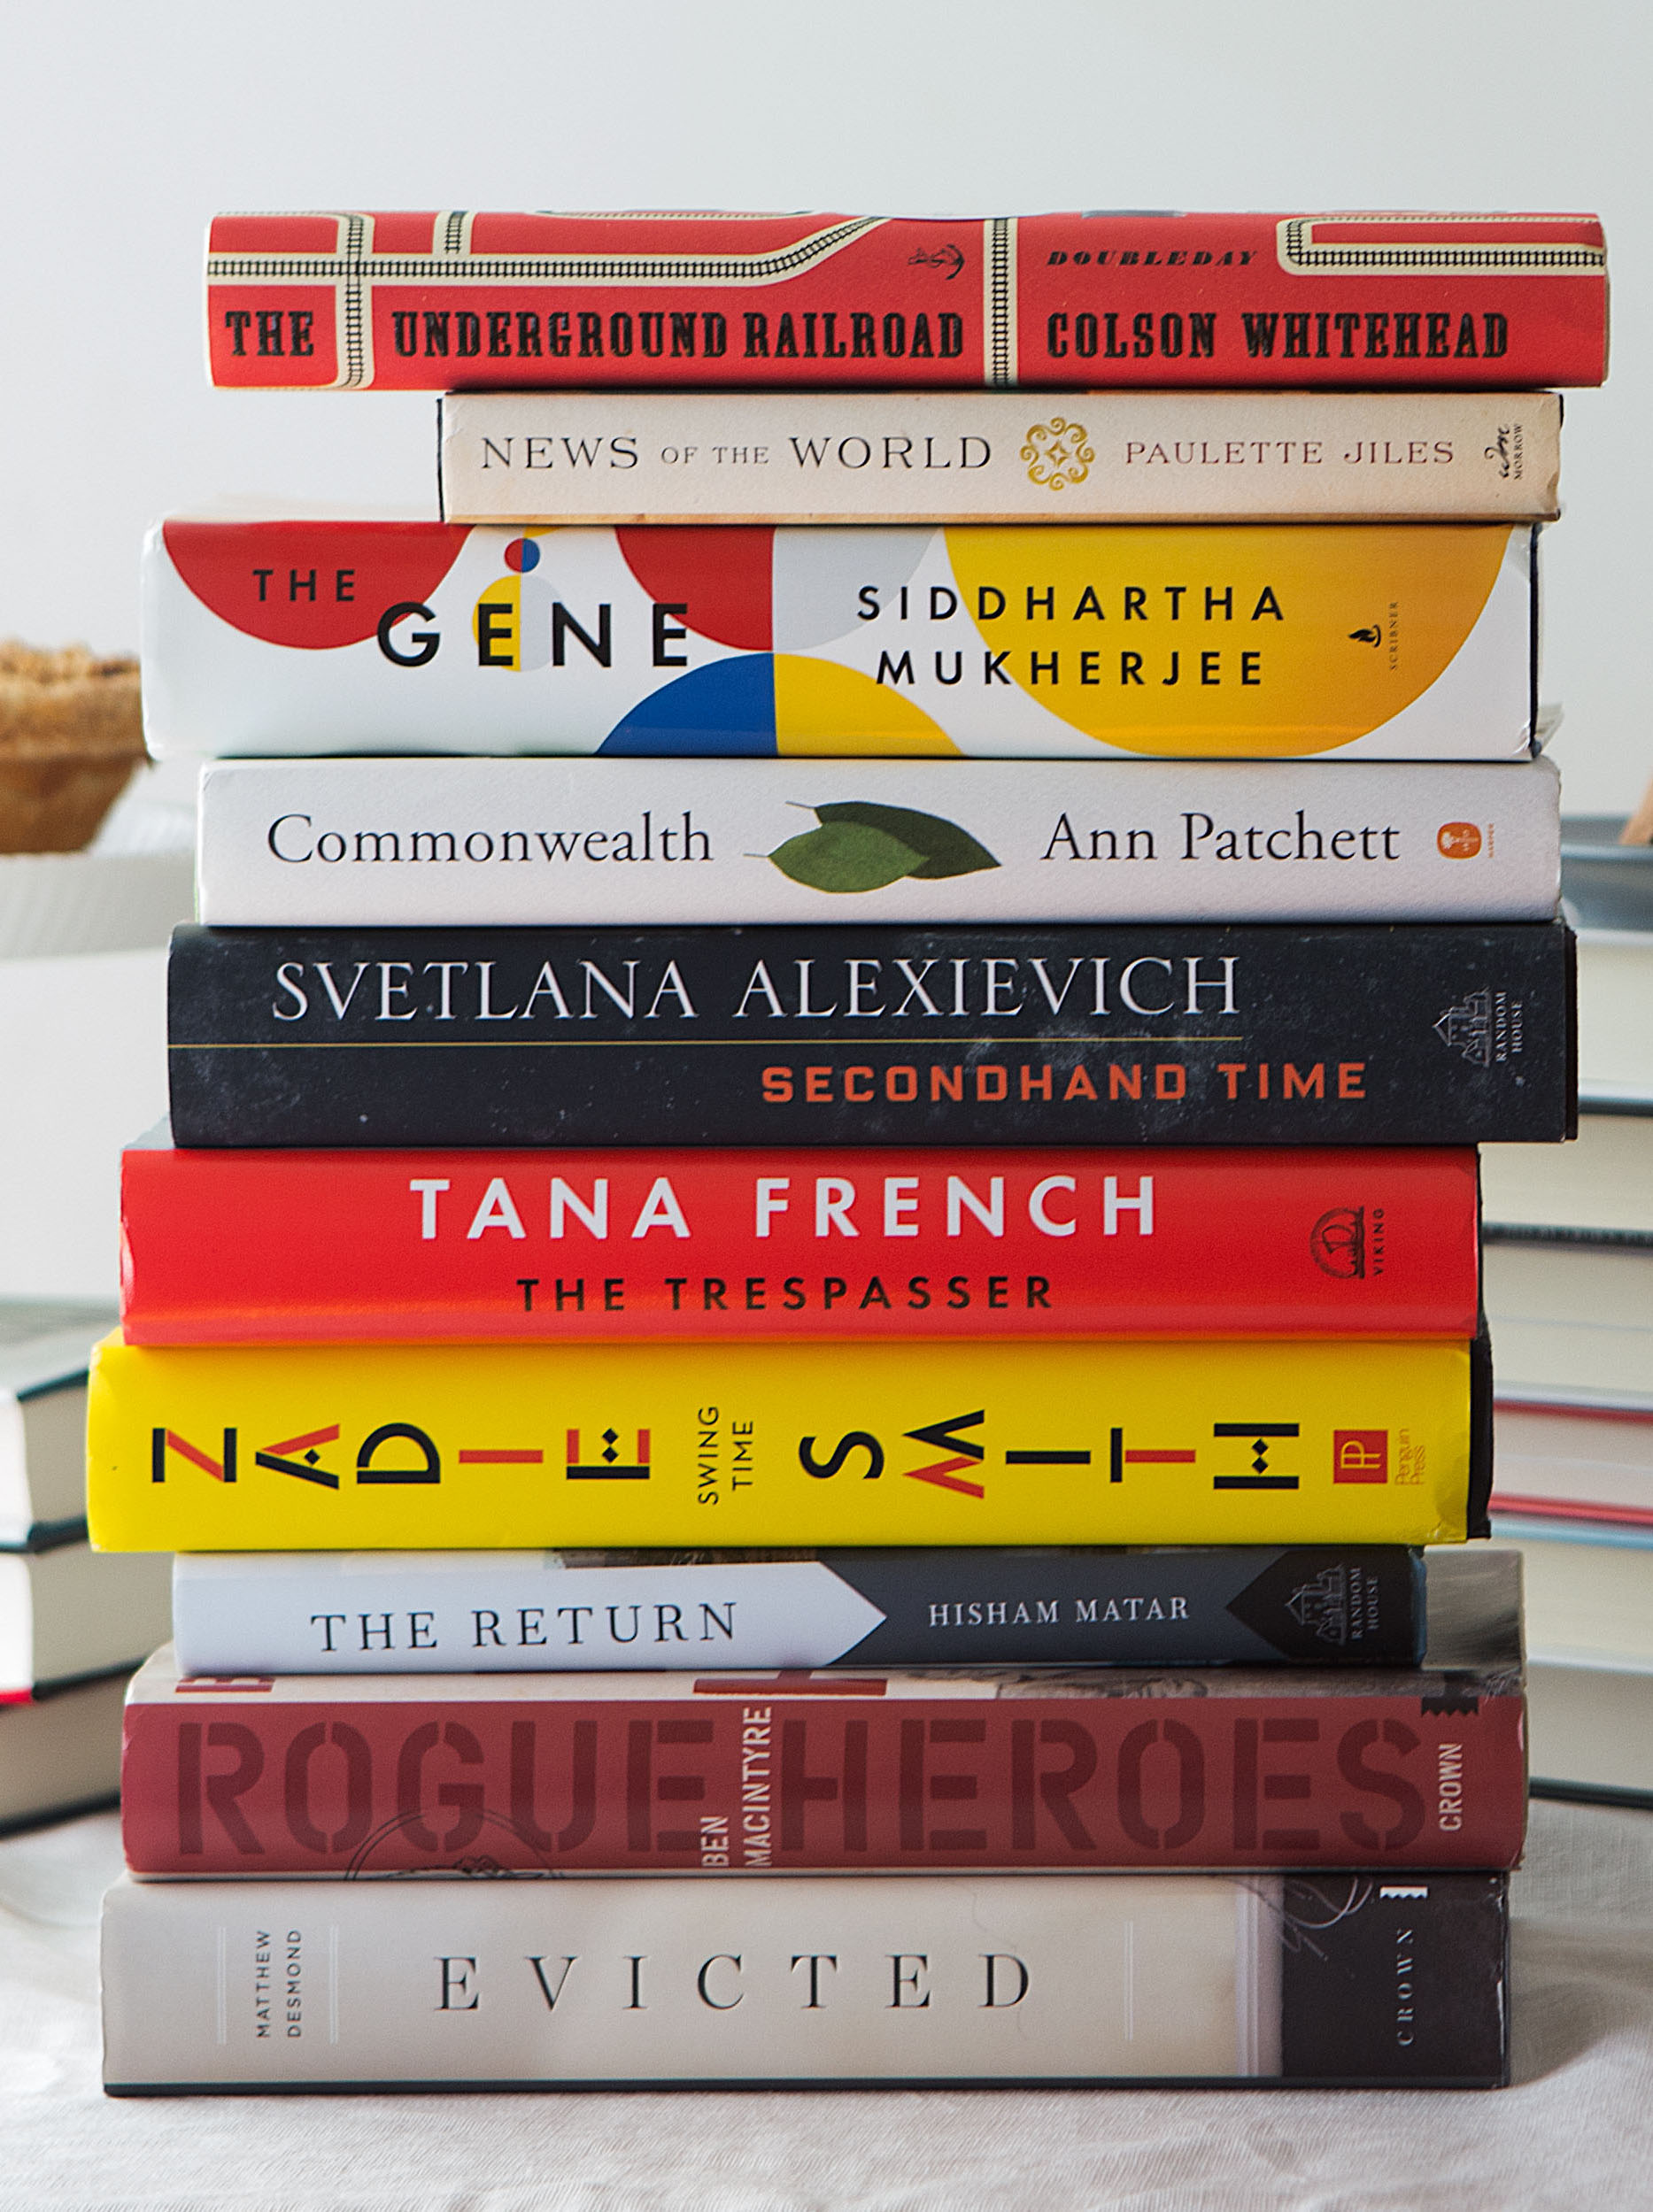 DOUBLEDAY
THE UNDERGROUND RAILROAD COLSON WHITEHEAD
NEWS OF THE WORLD PAULETTE JILES
wm
MORROW
THE
GENE
SIDDHARTHA
MUKHERJEE
SCRIBNER
Commonwealth Ann Patchett
HARPER
SVETLANA ALEXIEVICH
SECONDHAND TIME
RANDOM
HOUSE
TANA FRENCH
THE TRESPASSER
VIKING
ZADIE
SWING
TIME
SMITH
Penguin
Press
THE RETURN HISHAM MATAR
RANDOM
HOUSE
ROGUE HEROES
BEN
MACINTYRE
CROWN
MATTHEW
DESMOND
EVICTED
CROWN